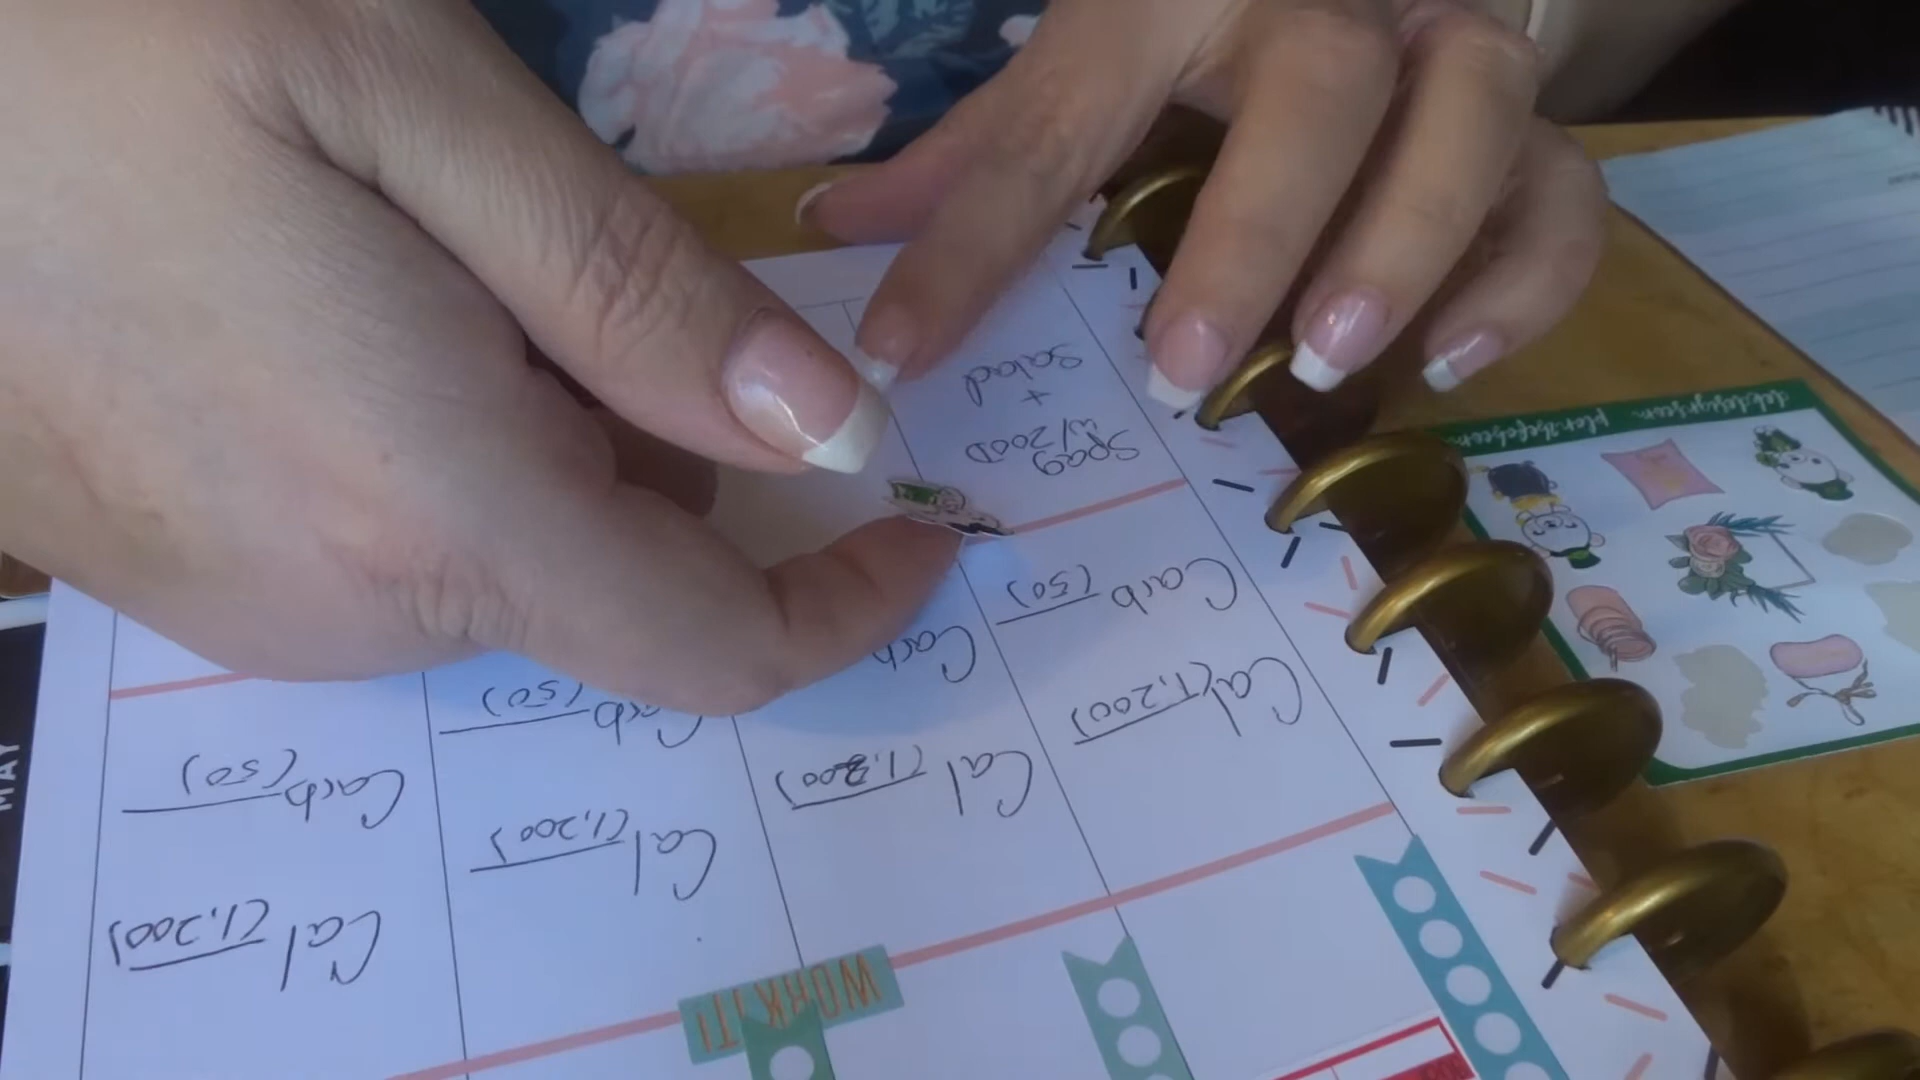 WORK IT!
Cal (1,200)
Carb (50)
Spag
w/ZOOD
+
Salad
Cal (1,200)
Carb
Cal (1,200)
Carb (50)
Cal (1,200)
Carb (50)
MAY